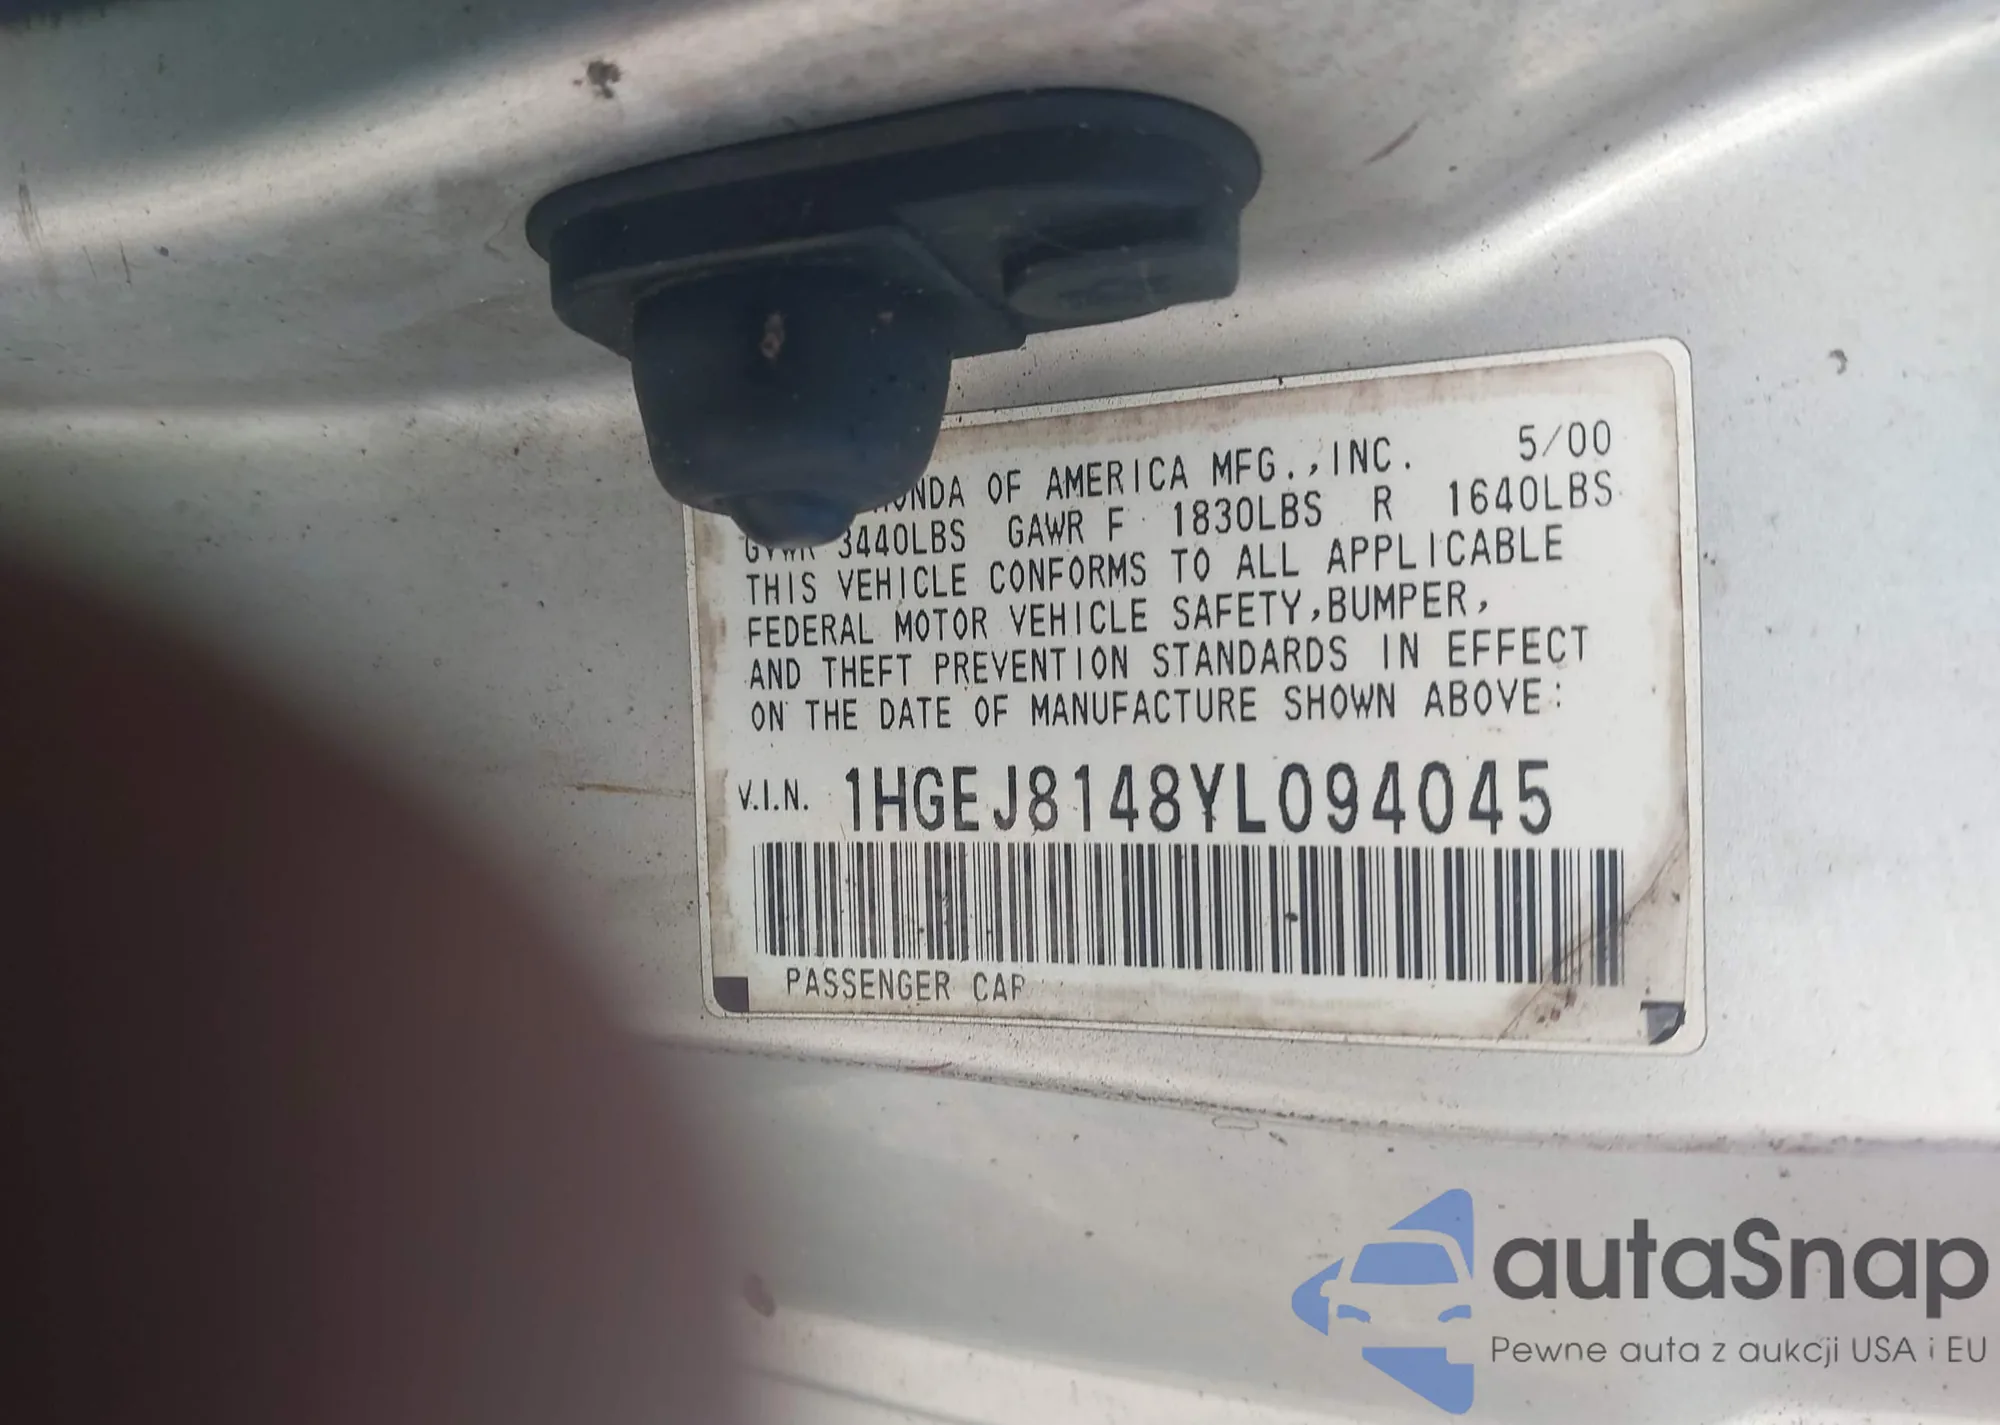 HONDA OF AMERICA MFG.,INC. 5/00
GVWR 3440LBS GAWR F 1830LBS R 1640LBS
THIS VEHICLE CONFORMS TO ALL APPLICABLE
FEDERAL MOTOR VEHICLE SAFETY,BUMPER,
AND THEFT PREVENTION STANDARDS IN EFFECT
ON THE DATE OF MANUFACTURE SHOWN ABOVE:
V.I.N. 1HGEJ8148YL094045
PASSENGER CAR
autaSnap
Pewne auta z aukcji USA i EU